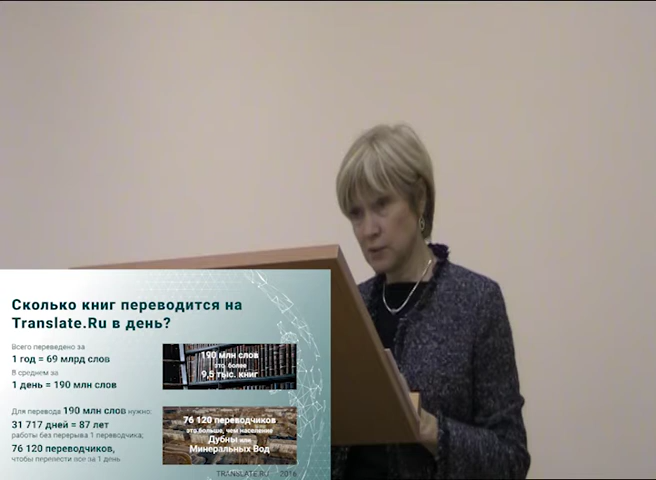 Сколько книг переводится на
Translate.Ru в день?
Всего переведено за
1 год = 69 млрд слов
В среднем за
1 день = 190 млн слов
190 млн слов
это более
9,5 тыс. книг
Для перевода 190 млн слов нужно:
31 717 дней = 87 лет
работы без перерыва 1 переводчика;
76 120 переводчиков,
чтобы перевести все за 1 день
76 120 переводчиков
это больше, чем население
Дубны или
Минеральных Вод
TRANSLATE.RU 2016